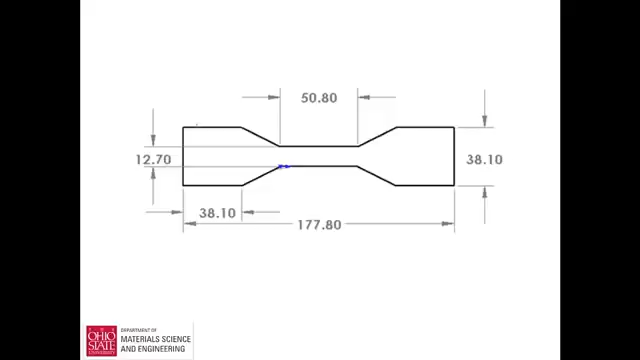 50.80
12.70
38.10
38.10
177.80
THE
OHIO
STATE
UNIVERSITY
DEPARTMENT OF
MATERIALS SCIENCE
AND ENGINEERING